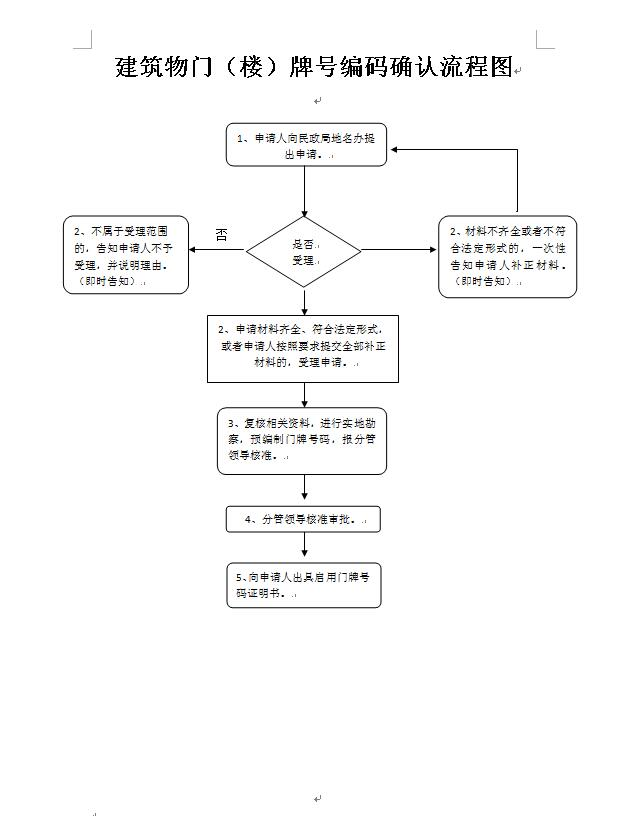 建筑物门（楼）牌号编码确认流程图
1、申请人向民政局地名办提
出申请。
2、不属于受理范围
的，告知申请人不予
受理，并说明理由。
（即时告知）
否
是否
受理
2、材料不齐全或者不符
合法定形式的，一次性
告知申请人补正材料。
（即时告知）
2、申请材料齐全、符合法定形式，
或者申请人按照要求提交全部补正
材料的，受理申请。
3、复核相关资料，进行实地勘
察，预编制门牌号码，报分管
领导核准。
4、分管领导核准审批。
5、向申请人出具启用门牌号
码证明书。